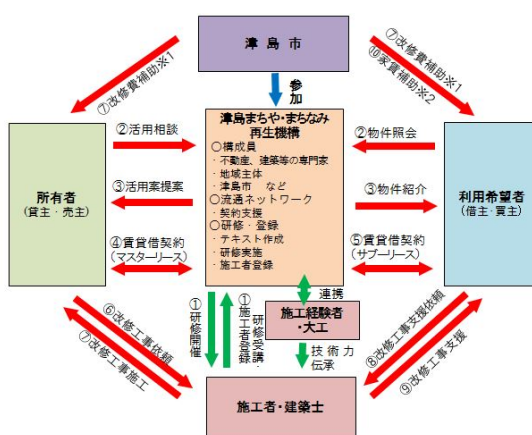 津島市
⑦改修費補助※1
⑦改修費補助※1
⑩家賃補助※2
参加
津島まちや・まちなみ
再生機構
○構成員
・不動産、建築等の専門家
・地域主体
・津島市 など
○流通ネットワーク
・契約支援
○研修・登録
・テキスト作成
・研修実施
・施工者登録
②活用相談
③活用案提案
④賃貸借契約
(マスターリース)
所有者
(貸主・売主)
②物件照会
③物件紹介
⑤賃貸借契約
(サブリース)
利用希望者
(借主・買主)
⑥改修工事依頼
⑦改修工事施工
①研修開催
①施工者登録
研修受講・
連携
施工経験者
・大工
技術力
伝承
⑧改修工事支援依頼
⑨改修工事支援
施工者・建築士